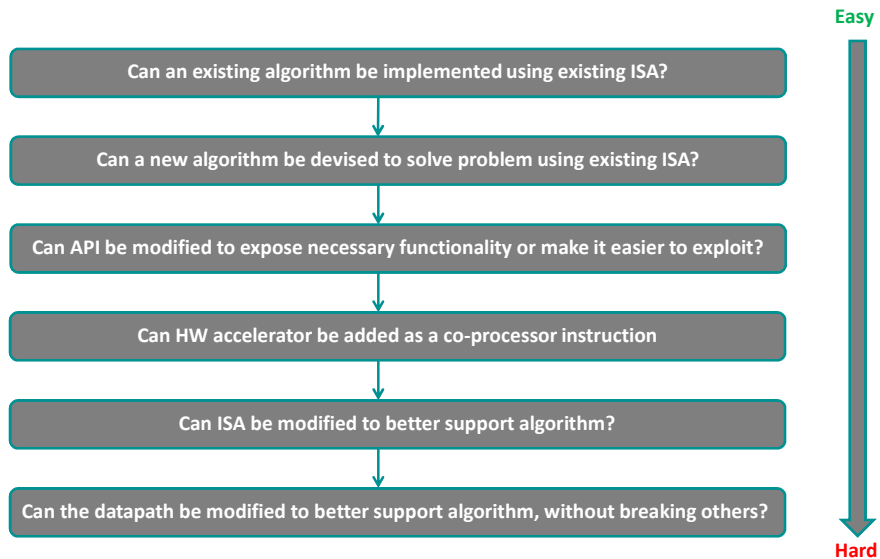 Easy
Can an existing algorithm be implemented using existing ISA?
Can a new algorithm be devised to solve problem using existing ISA?
Can API be modified to expose necessary functionality or make it easier to exploit?
Can HW accelerator be added as a co-processor instruction
Can ISA be modified to better support algorithm?
Can the datapath be modified to better support algorithm, without breaking others?
Hard